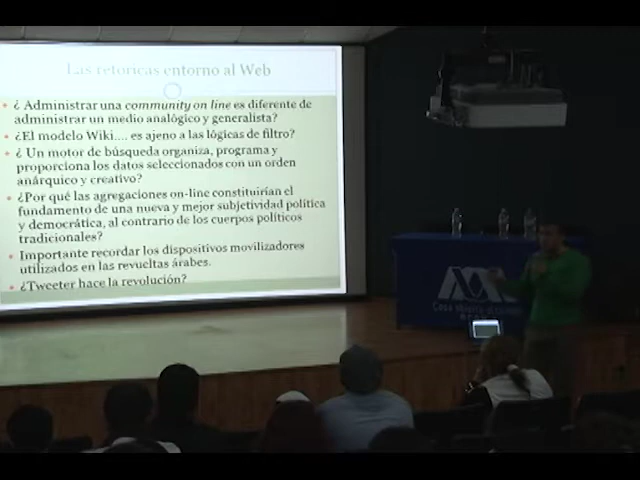 Las retóricas entorno al Web
¿ Administrar una community on line es diferente de
administrar un medio analógico y generalista?
¿El modelo Wiki.... es ajeno a las lógicas de filtro?
¿ Un motor de búsqueda organiza, programa y
proporciona los datos seleccionados con un orden
anárquico y creativo?
¿Por qué las agregaciones on-line constituirían el
fundamento de una nueva y mejor subjetividad política
y democrática, al contrario de los cuerpos políticos
tradicionales?
Importante recordar los dispositivos movilizadores
utilizados en las revueltas árabes.
¿Tweeter hace la revolución?
Casa abierta